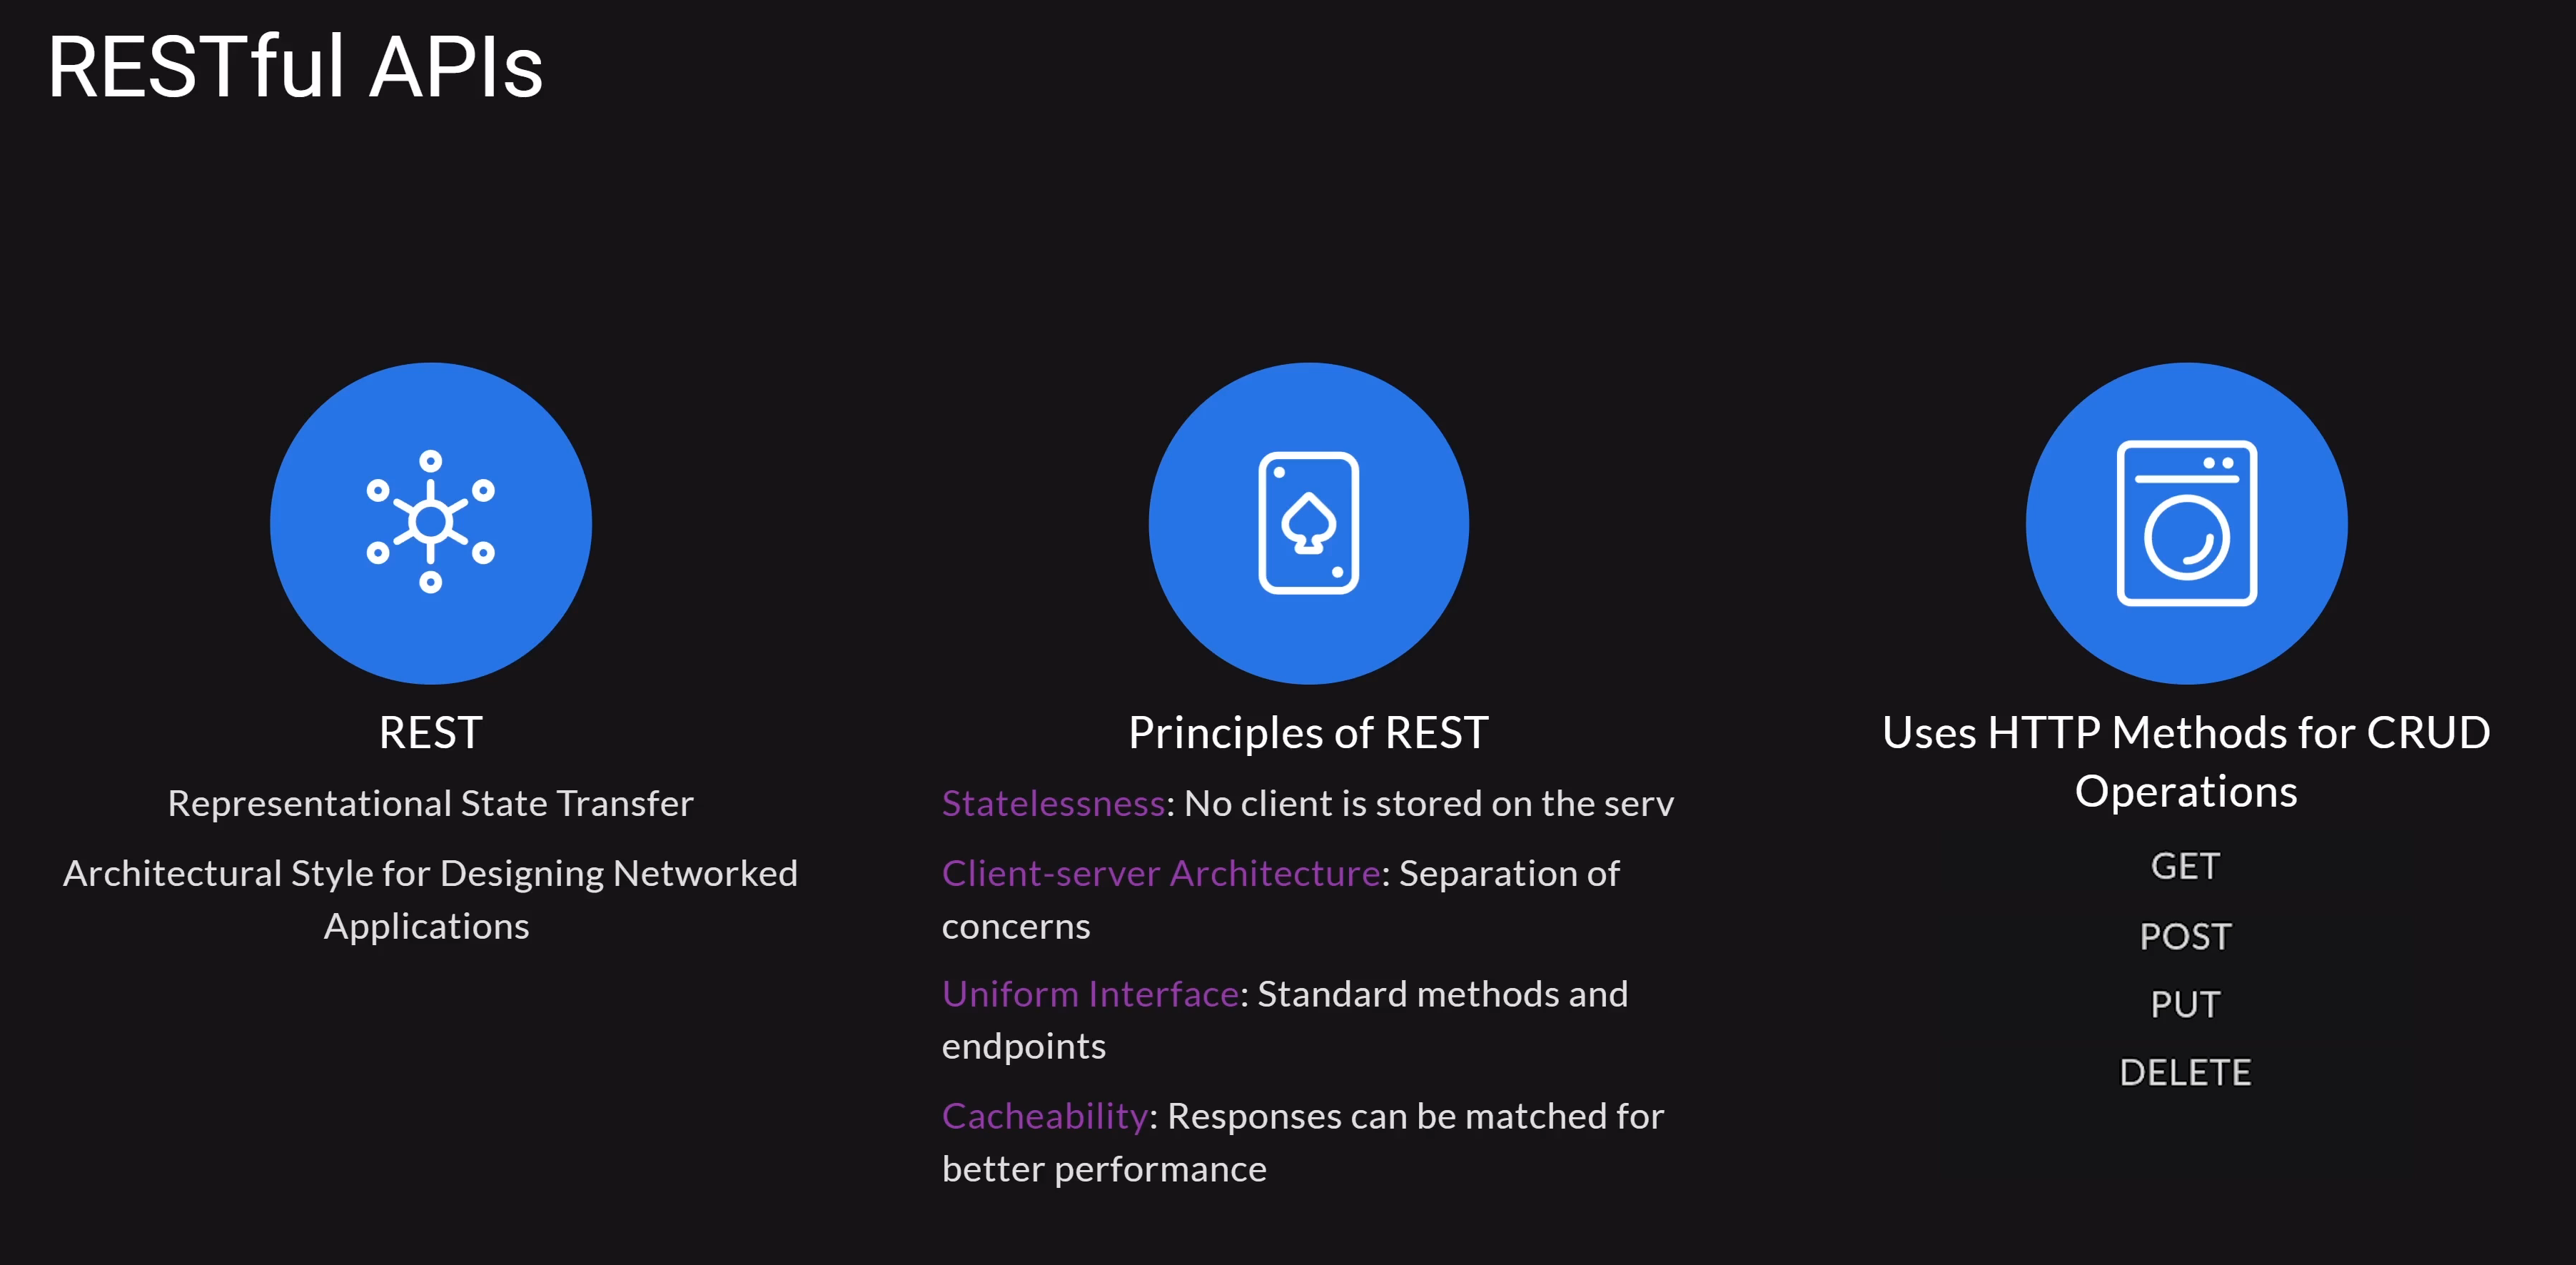 RESTful APIs
REST
Representational State Transfer
Architectural Style for Designing Networked
Applications
Principles of REST
Statelessness: No client is stored on the serv
Client-server Architecture: Separation of
concerns
Uniform Interface: Standard methods and
endpoints
Cacheability: Responses can be matched for
better performance
Uses HTTP Methods for CRUD
Operations
GET
POST
PUT
DELETE